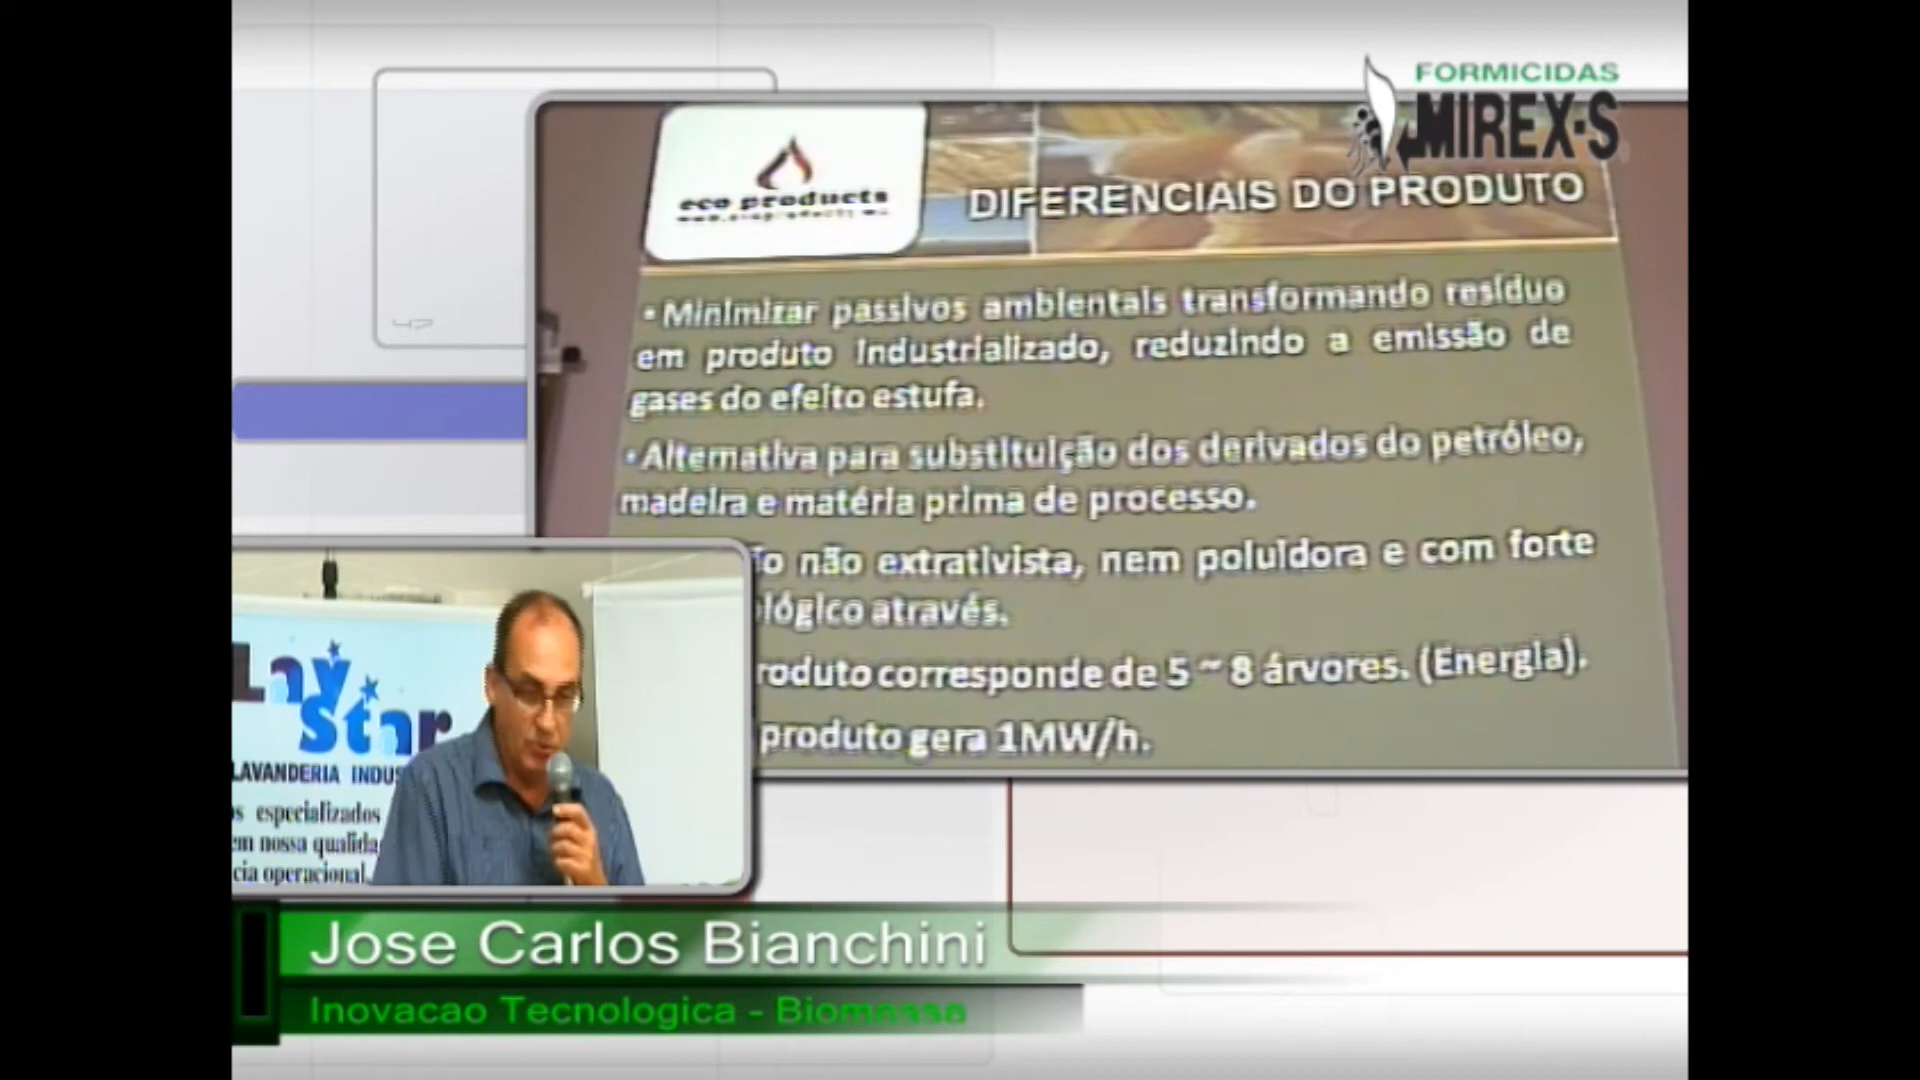 FORMICIDAS
MIREX-S
eco products
DIFERENCIAIS DO PRODUTO
• Minimizar passivos ambientais transformando resíduo
em produto industrializado, reduzindo a emissão de
gases do efeito estufa.
• Alternativa para substituição dos derivados do petróleo,
madeira e matéria prima de processo.
ão não extrativista, nem poluidora e com forte
lógico através.
roduto corresponde de 5 ~ 8 árvores. (Energia).
produto gera 1MW/h.
Lav
Star
LAVANDERIA INDUS
s especializados
em nossa qualida
cia operacional.
Jose Carlos Bianchini
Inovacao Tecnologica - Biomassa